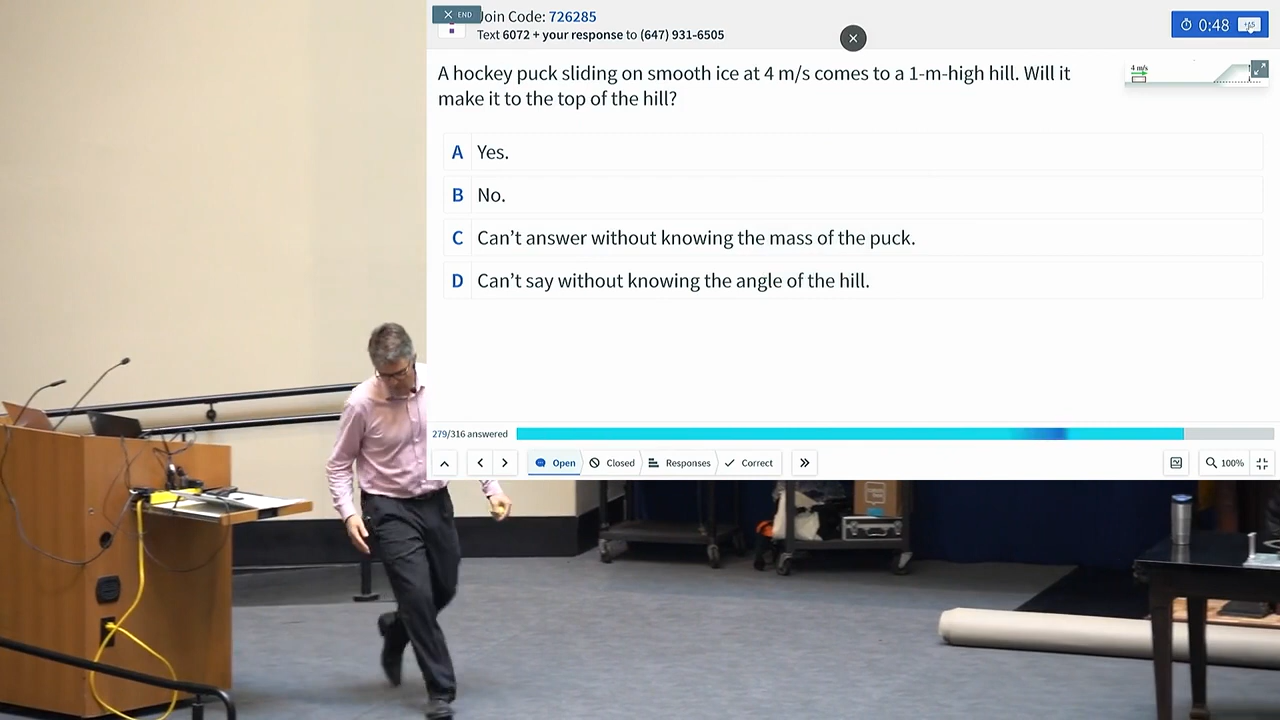 END
Join Code: 726285
Text 6072 + your response to (647) 931-6505
0:48
A hockey puck sliding on smooth ice at 4 m/s comes to a 1-m-high hill. Will it
make it to the top of the hill?
4 m/s
A Yes.
B No.
C Can’t answer without knowing the mass of the puck.
D Can’t say without knowing the angle of the hill.
279/316 answered
Open
Closed
Responses
Correct
100%